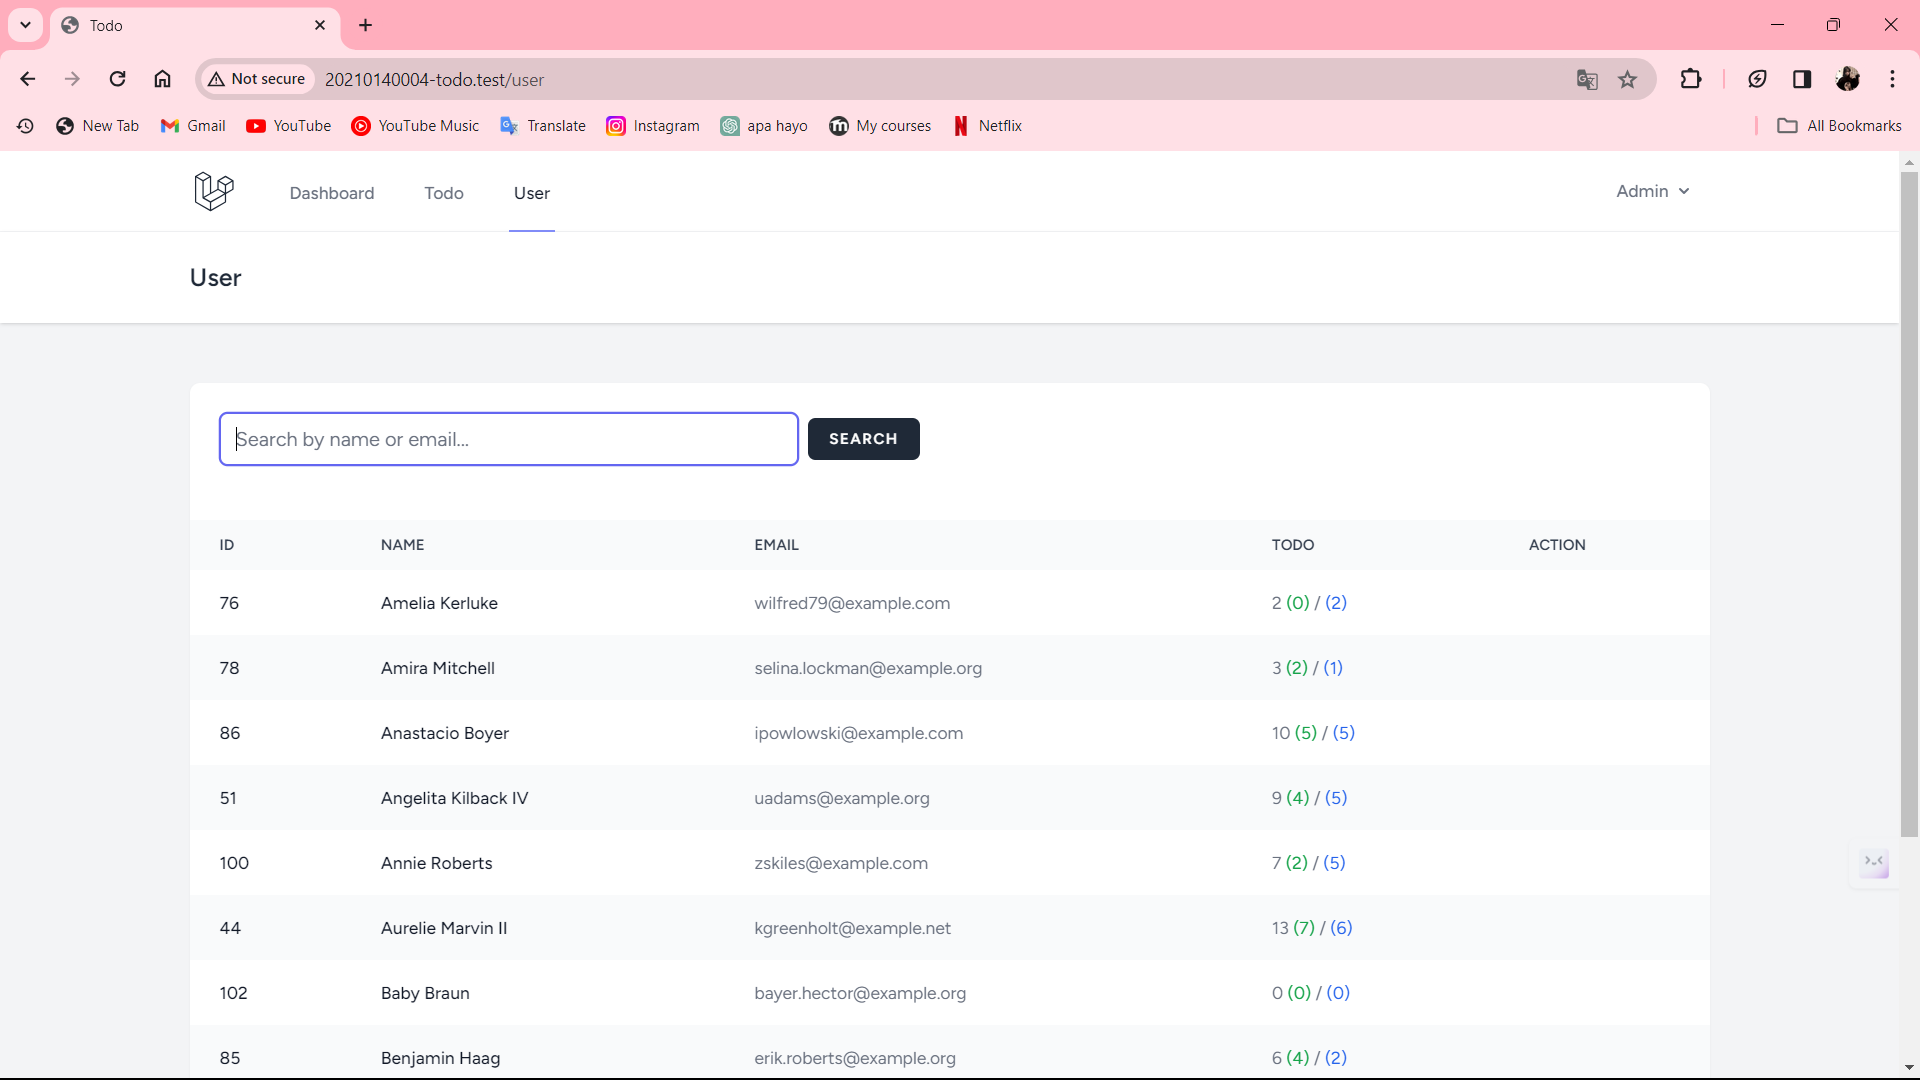 Todo
Not secure 20210140004-todo.test/user
New Tab Gmail YouTube YouTube Music Translate Instagram apa hayo My courses Netflix All Bookmarks
Dashboard Todo User Admin
User
Search by name or email... SEARCH
ID NAME EMAIL TODO ACTION
76 Amelia Kerluke wilfred79@example.com 2 (0) / (2)
78 Amira Mitchell selina.lockman@example.org 3 (2) / (1)
86 Anastacio Boyer ipowlowski@example.com 10 (5) / (5)
51 Angelita Kilback IV uadams@example.org 9 (4) / (5)
100 Annie Roberts zskiles@example.com 7 (2) / (5)
44 Aurelie Marvin II kgreenholt@example.net 13 (7) / (6)
102 Baby Braun bayer.hector@example.org 0 (0) / (0)
85 Benjamin Haag erik.roberts@example.org 6 (4) / (2)